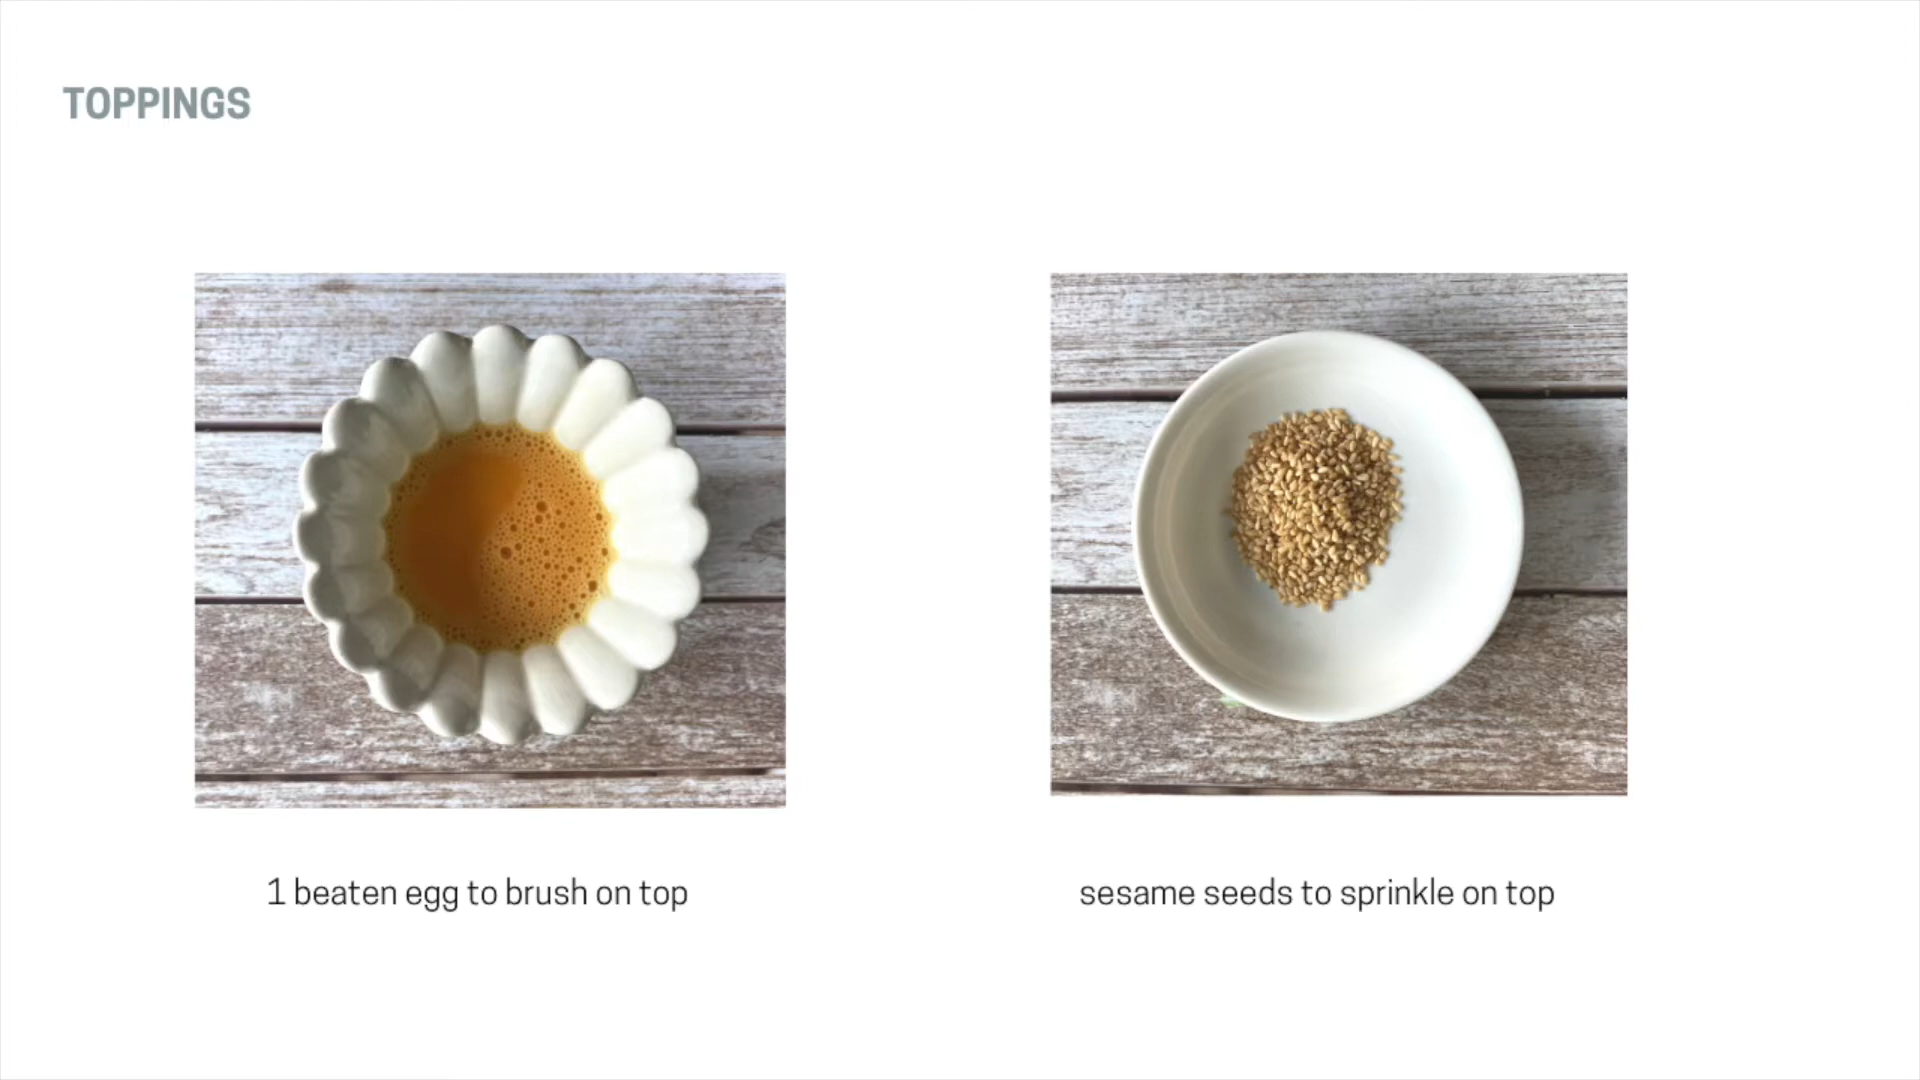 TOPPINGS
1 beaten egg to brush on top
sesame seeds to sprinkle on top